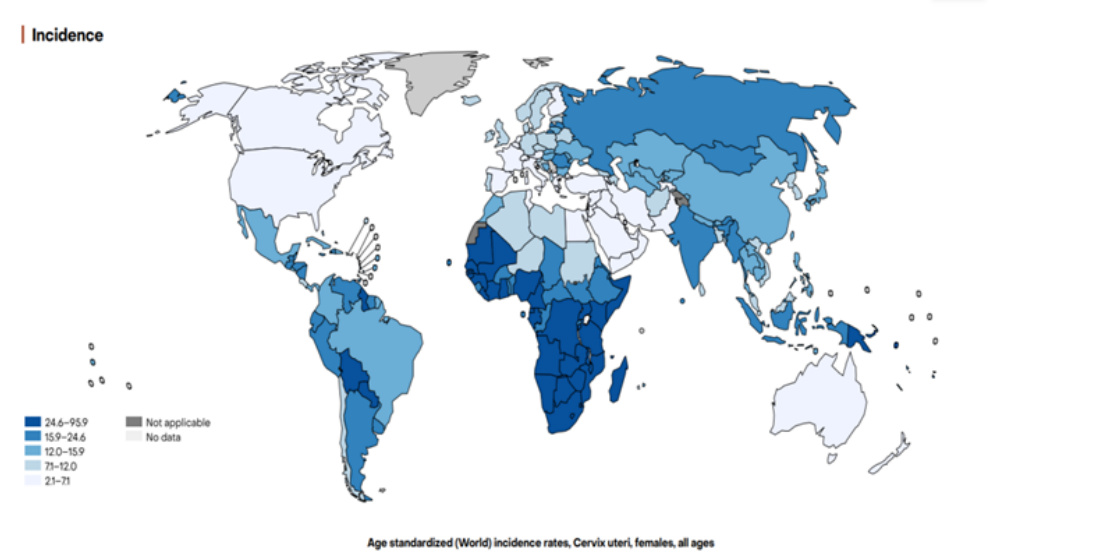 Incidence
24.6–95.9
15.9–24.6
12.0–15.9
7.1–12.0
2.1–7.1
Not applicable
No data
Age standardized (World) incidence rates, Cervix uteri, females, all ages